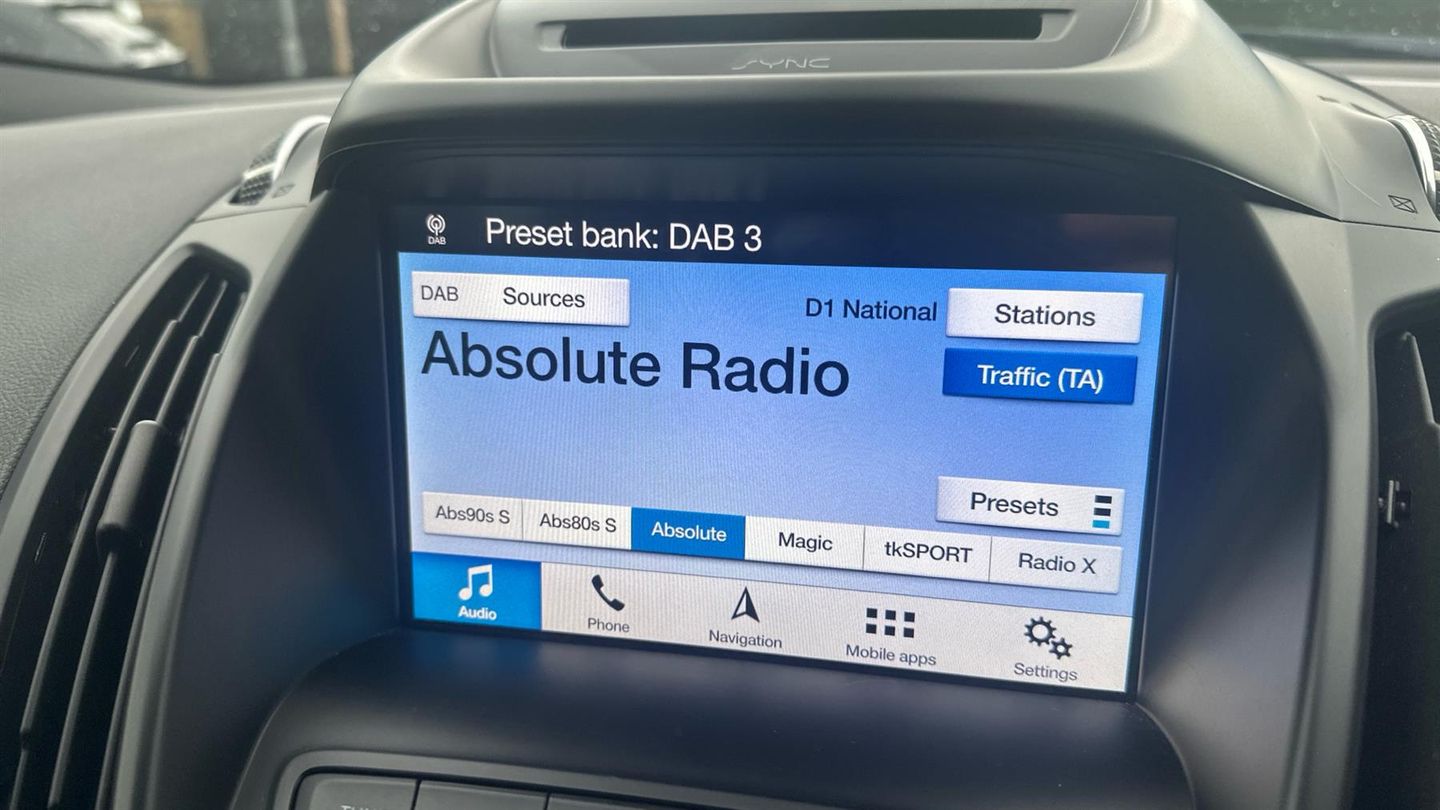 SYNC
DAB
Preset bank: DAB 3
DAB Sources
D1 National
Stations
Absolute Radio
Traffic (TA)
Presets
Abs90s S
Abs80s S
Absolute
Magic
tkSPORT
Radio X
Audio
Phone
Navigation
Mobile apps
Settings